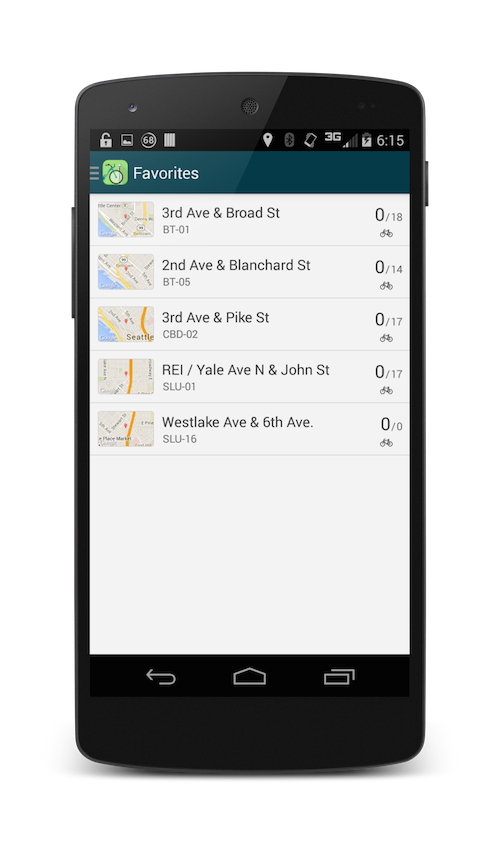 68 3G 6:15
Favorites
3rd Ave & Broad St
BT-01
0/18
2nd Ave & Blanchard St
BT-05
0/14
3rd Ave & Pike St
CBD-02
0/17
Seattle
REI / Yale Ave N & John St
SLU-01
0/17
Westlake Ave & 6th Ave.
SLU-16
0/0